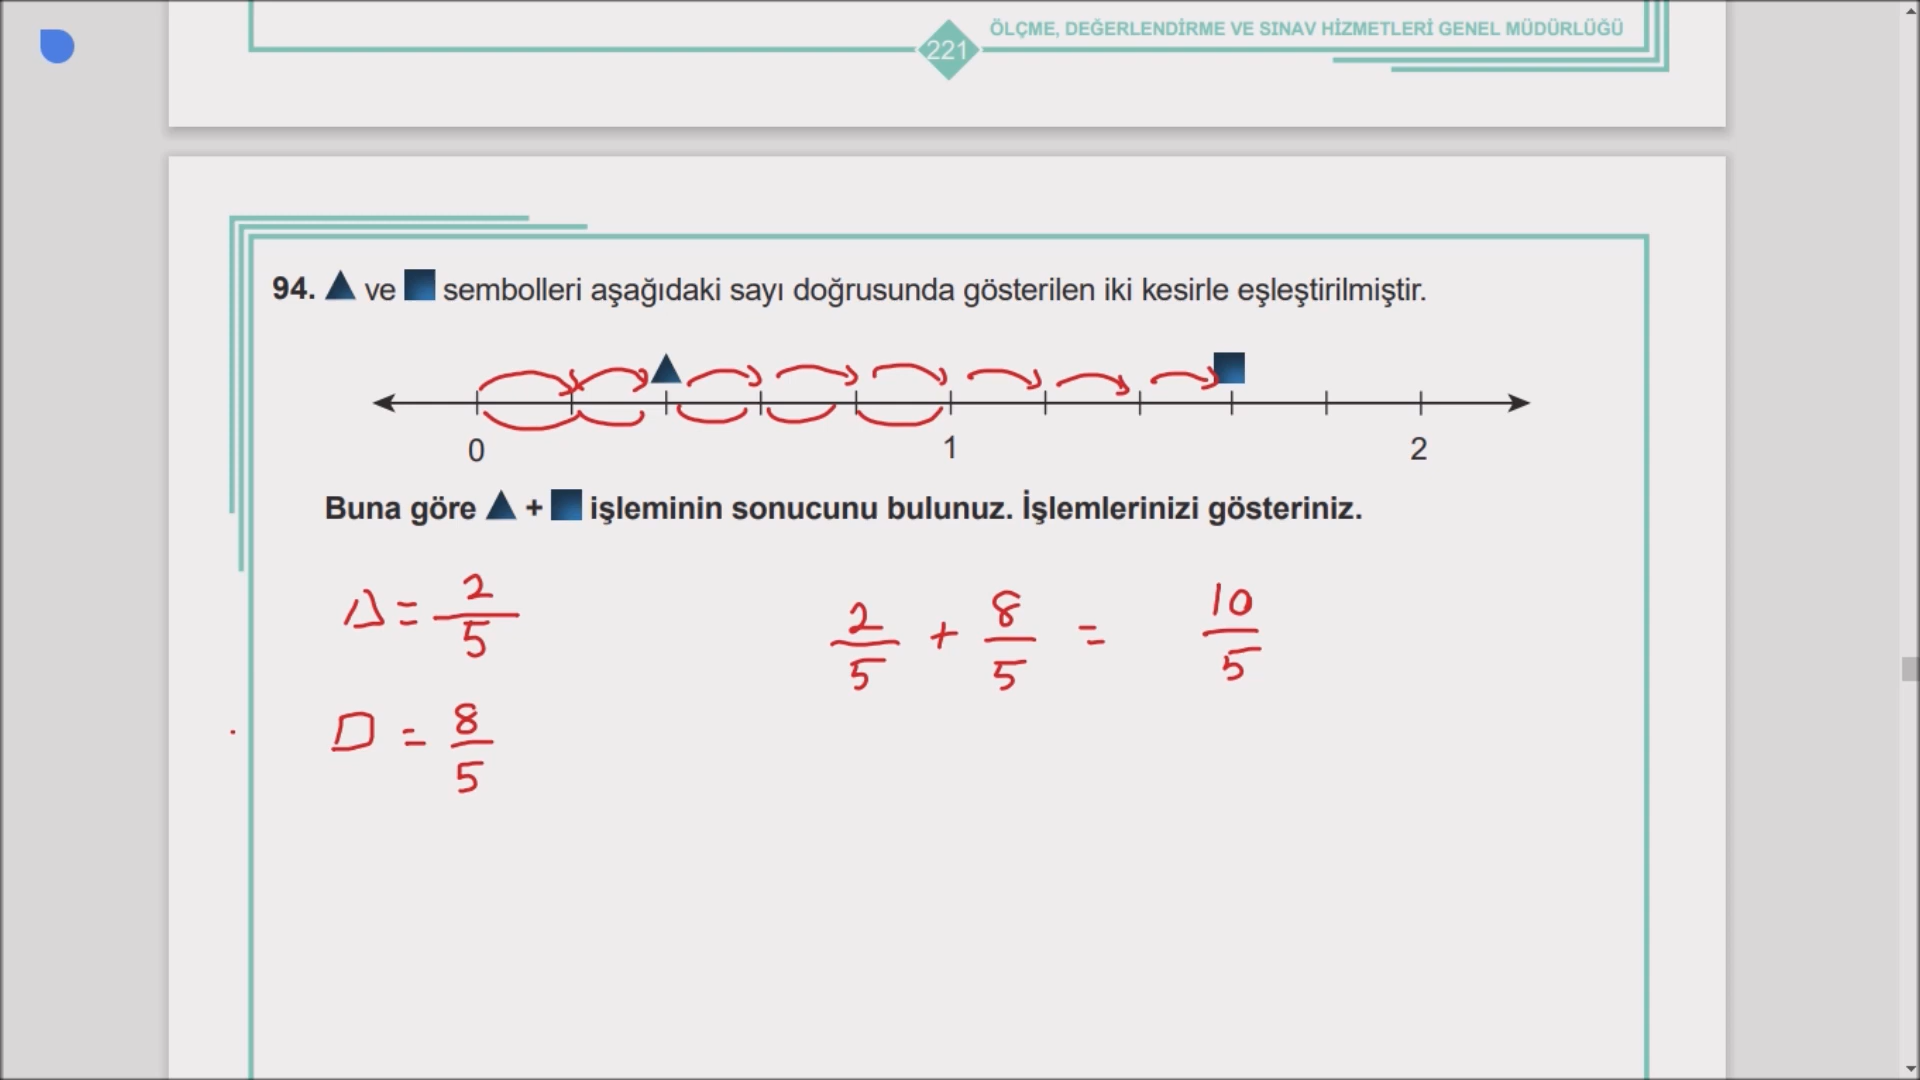 ÖLÇME, DEĞERLENDİRME VE SINAV HİZMETLERİ GENEL MÜDÜRLÜĞÜ
221
94. ▲ ve ■ sembolleri aşağıdaki sayı doğrusunda gösterilen iki kesirle eşleştirilmiştir.
0 1 2
Buna göre ▲ + ■ işleminin sonucunu bulunuz. İşlemlerinizi gösteriniz.
△ = 2/5
2/5 + 8/5 = 10/5
□ = 8/5